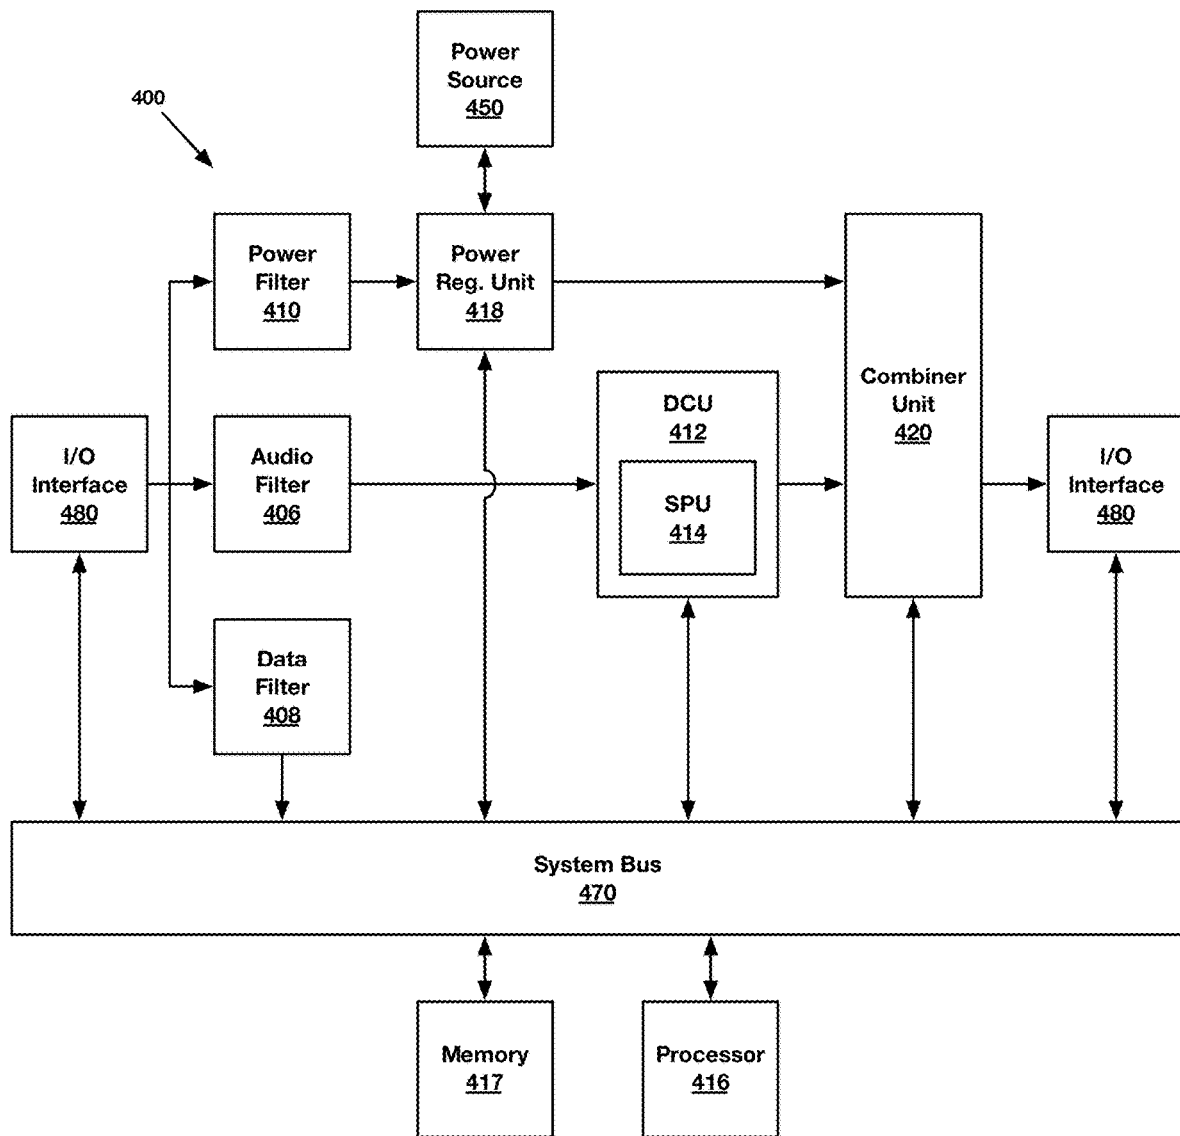 Power
Source
450
400
Power
Filter
410
Power
Reg. Unit
418
Combiner
Unit
420
DCU
412
SPU
414
I/O
Interface
480
Audio
Filter
406
I/O
Interface
480
Data
Filter
408
System Bus
470
Memory
417
Processor
416